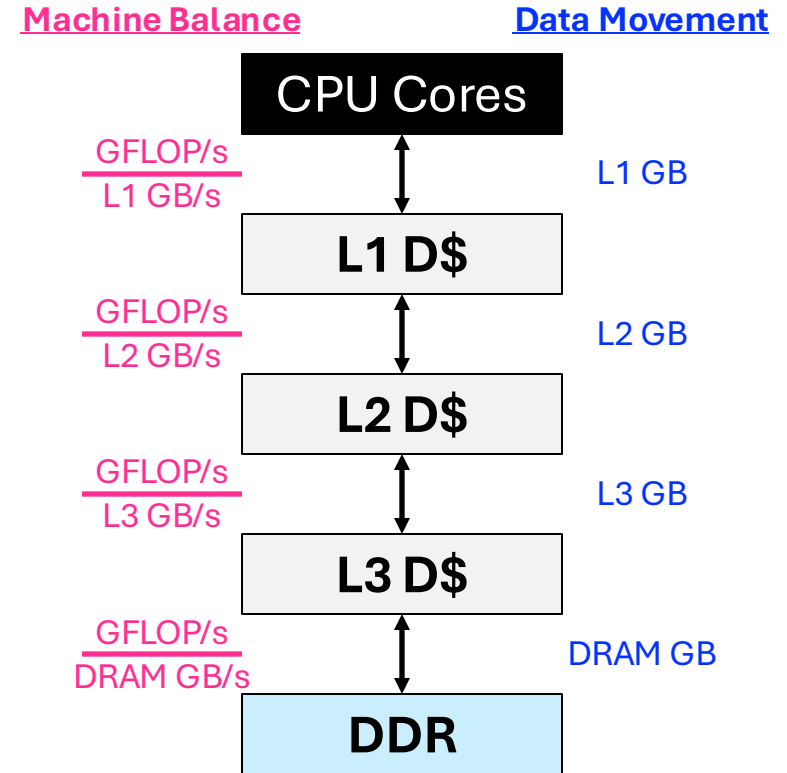 Machine Balance
Data Movement
CPU Cores
GFLOP/s
L1 GB/s
L1 GB
L1 D$
GFLOP/s
L2 GB/s
L2 GB
L2 D$
GFLOP/s
L3 GB/s
L3 GB
L3 D$
GFLOP/s
DRAM GB/s
DRAM GB
DDR